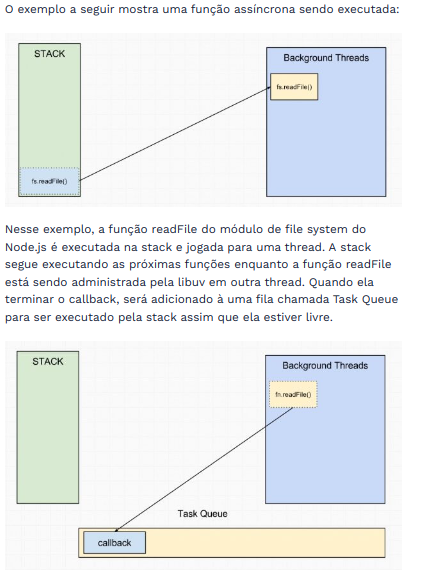 O exemplo a seguir mostra uma função assíncrona sendo executada:
STACK
Background Threads
fs.readFile()
fs.readFile()
Nesse exemplo, a função readFile do módulo de file system do
Node.js é executada na stack e jogada para uma thread. A stack
segue executando as próximas funções enquanto a função readFile
está sendo administrada pela libuv em outra thread. Quando ela
terminar o callback, será adicionado à uma fila chamada Task Queue
para ser executado pela stack assim que ela estiver livre.
STACK
Background Threads
fn.readFile()
Task Queue
callback